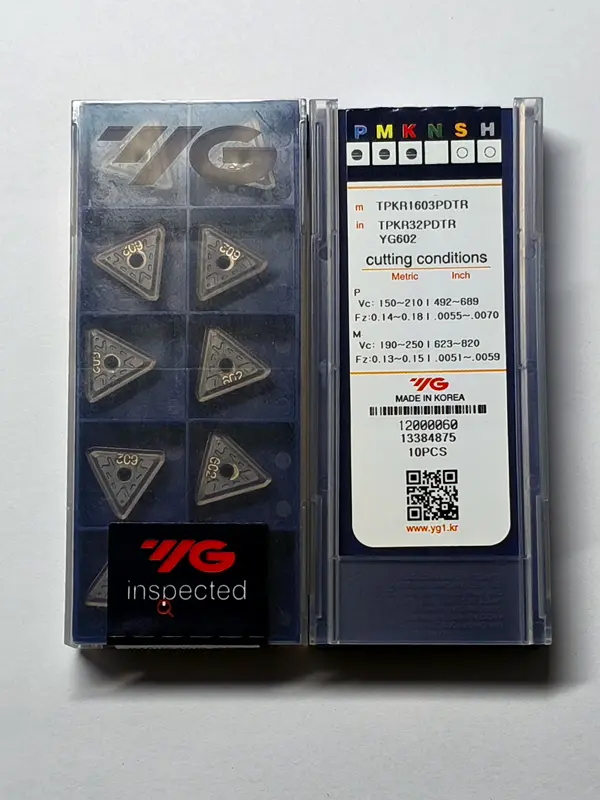 YG
602
602
602
602
602
602
YG
inspected
P M K N S H
m TPKR1603PDTR
in TPKR32PDTR
YG602
cutting conditions
Metric Inch
P
Vc: 150~210 | 492~689
Fz:0.14~0.18 | .0055~.0070
M
Vc: 190~250 | 623~820
Fz:0.13~0.15 | .0051~.0059
YG
MADE IN KOREA
12000060
13384875
10PCS
www.yg1.kr